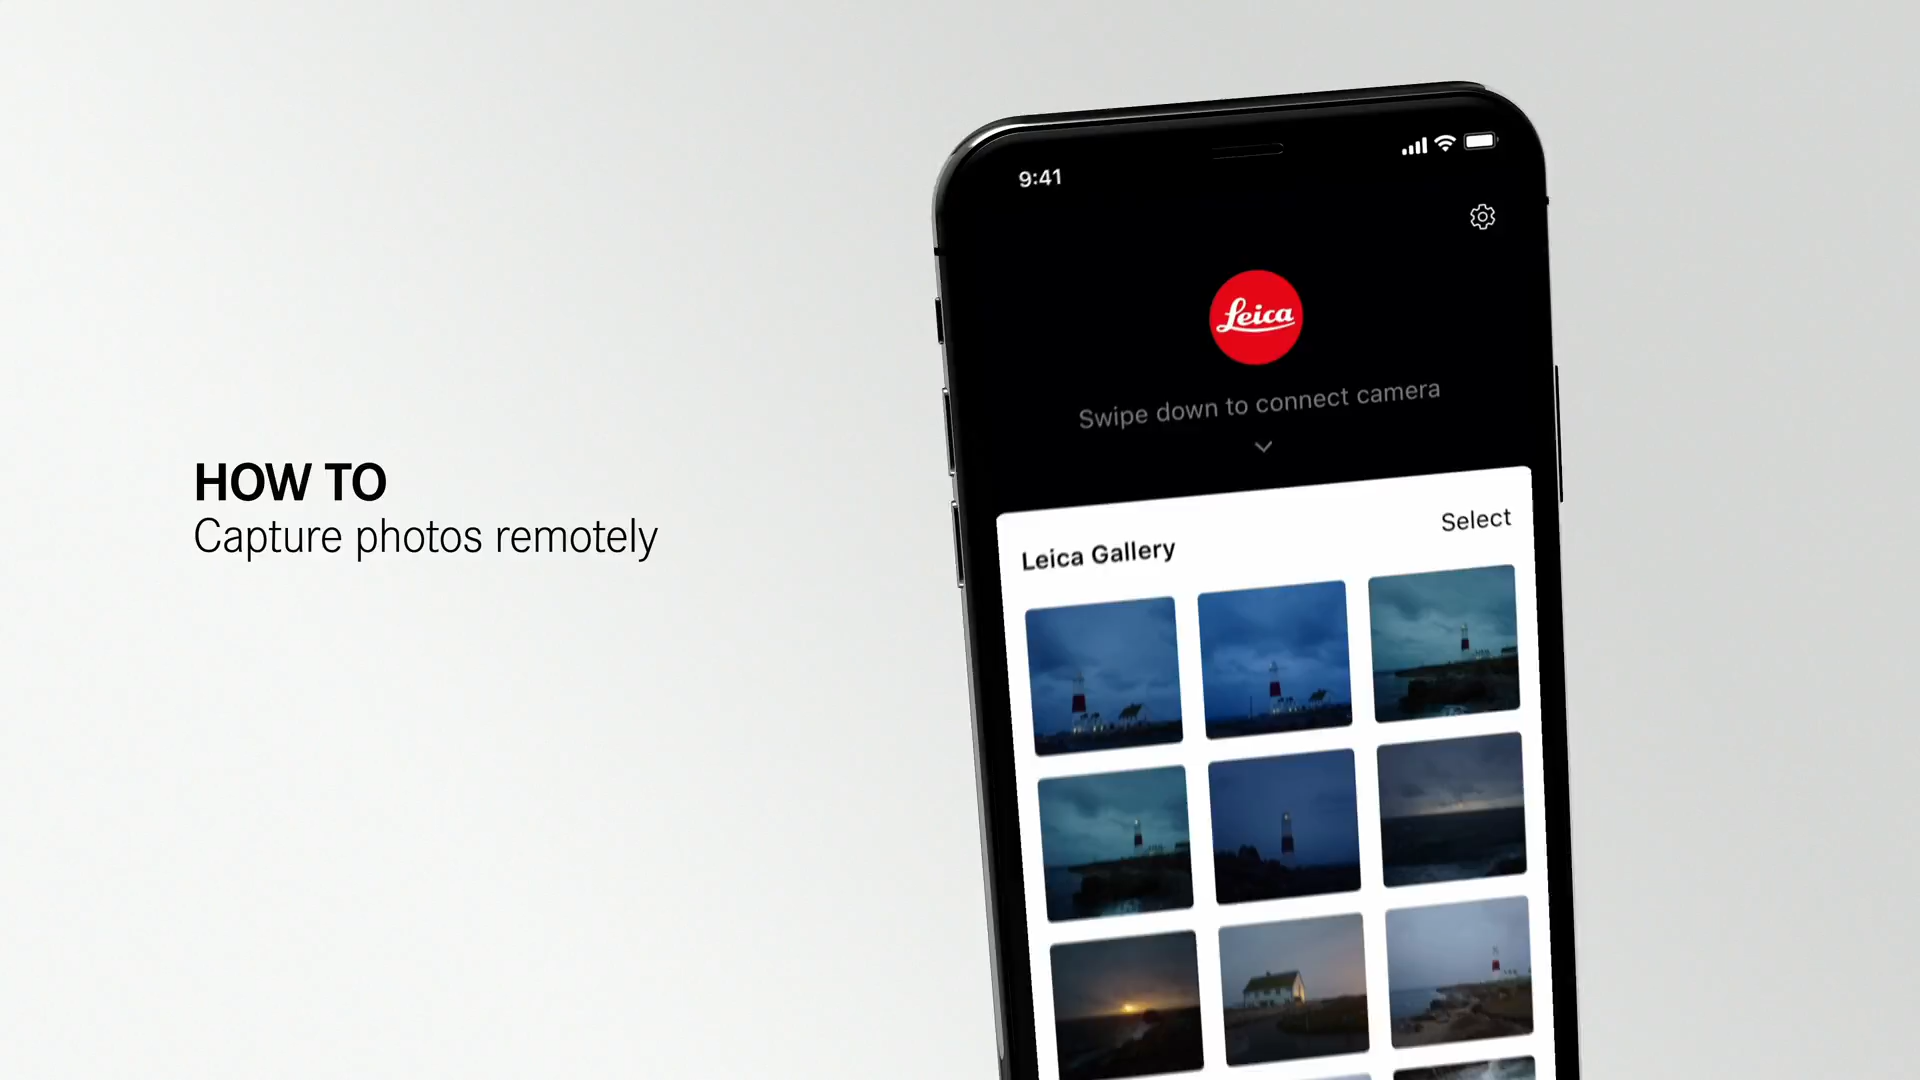 HOW TO
Capture photos remotely
9:41
Leica
Swipe down to connect camera
Leica Gallery
Select